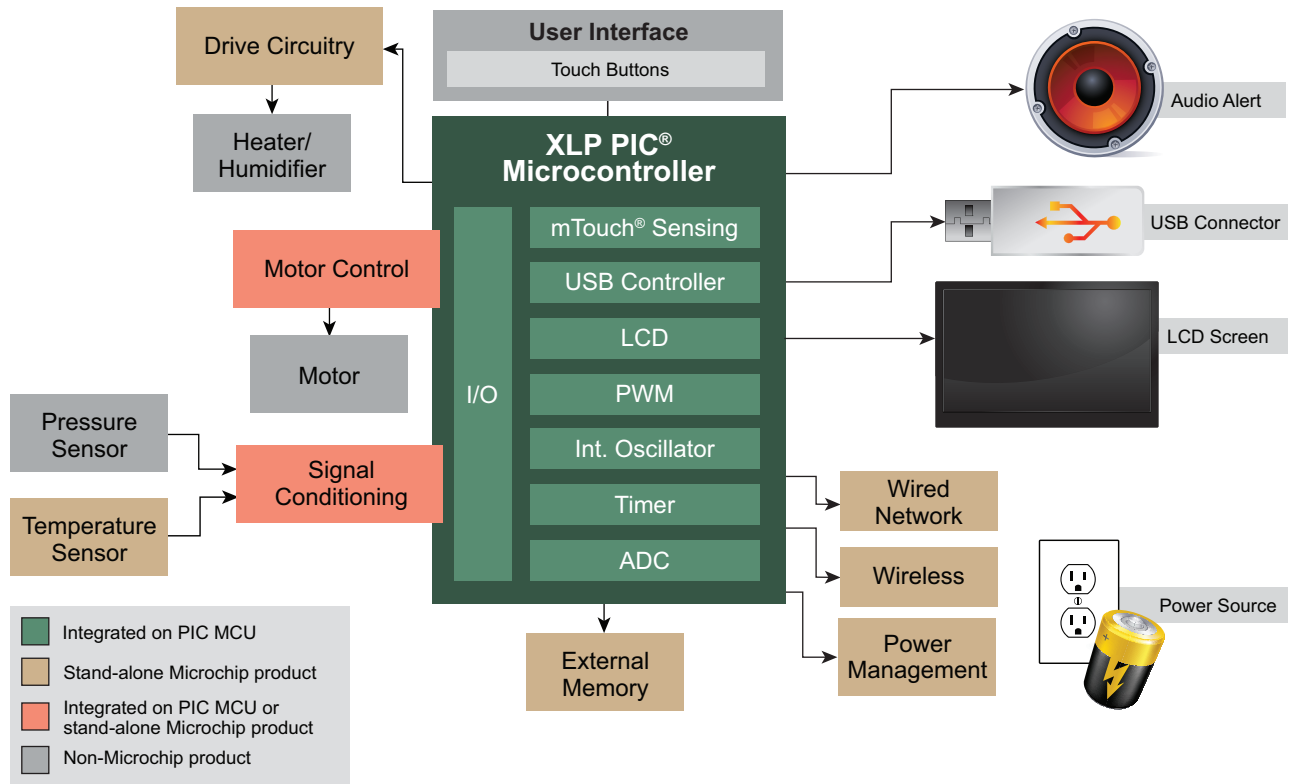 Drive Circuitry
User Interface
Touch Buttons
Audio Alert
Heater/
Humidifier
XLP PIC®
Microcontroller
mTouch® Sensing
USB Connector
Motor Control
USB Controller
LCD
LCD Screen
Motor
I/O
PWM
Pressure
Sensor
Int. Oscillator
Signal
Conditioning
Timer
Wired
Network
Temperature
Sensor
ADC
Wireless
Power Source
Integrated on PIC MCU
Stand-alone Microchip product
Integrated on PIC MCU or
stand-alone Microchip product
Non-Microchip product
External
Memory
Power
Management
+